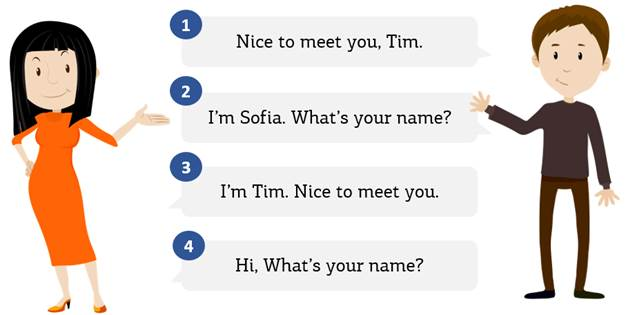 1
Nice to meet you, Tim.
2
I’m Sofia. What’s your name?
3
I’m Tim. Nice to meet you.
4
Hi, What’s your name?